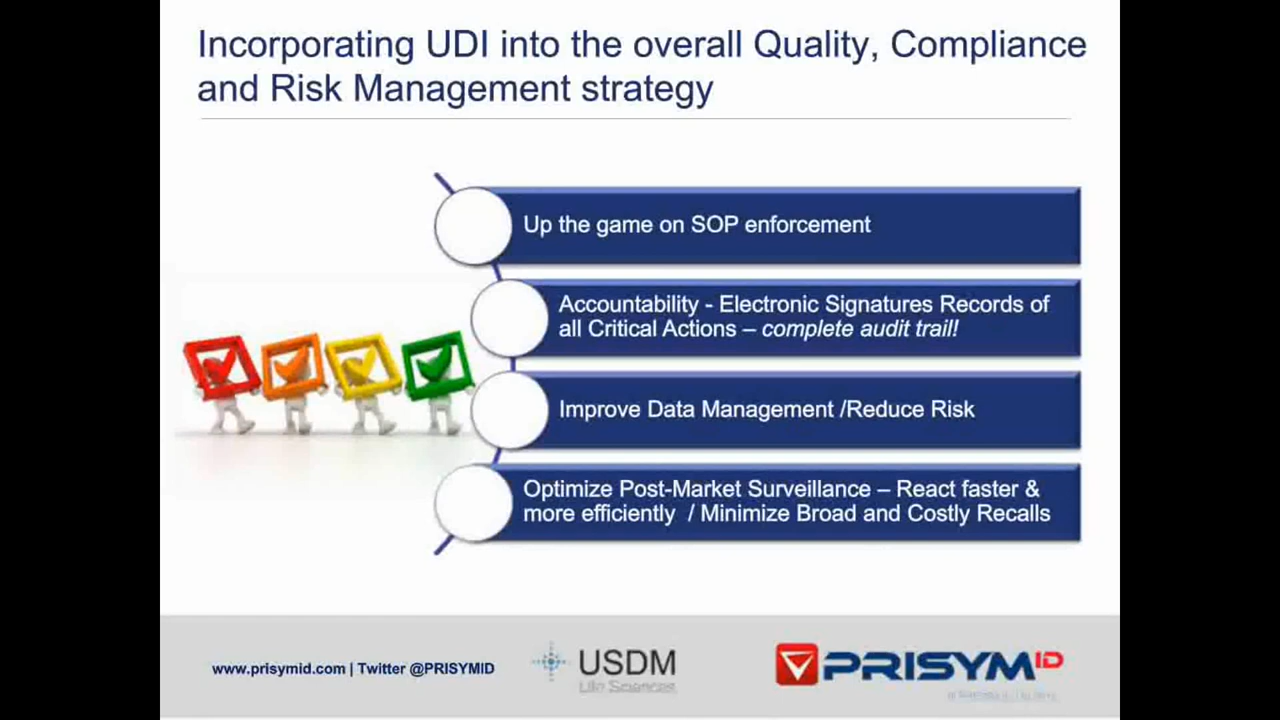 Incorporating UDI into the overall Quality, Compliance
and Risk Management strategy
Up the game on SOP enforcement
Accountability - Electronic Signatures Records of
all Critical Actions – complete audit trail!
Improve Data Management /Reduce Risk
Optimize Post-Market Surveillance – React faster &
more efficiently / Minimize Broad and Costly Recalls
www.prisymid.com | Twitter @PRISYMID
USDM
Life Sciences
PRISYM ID